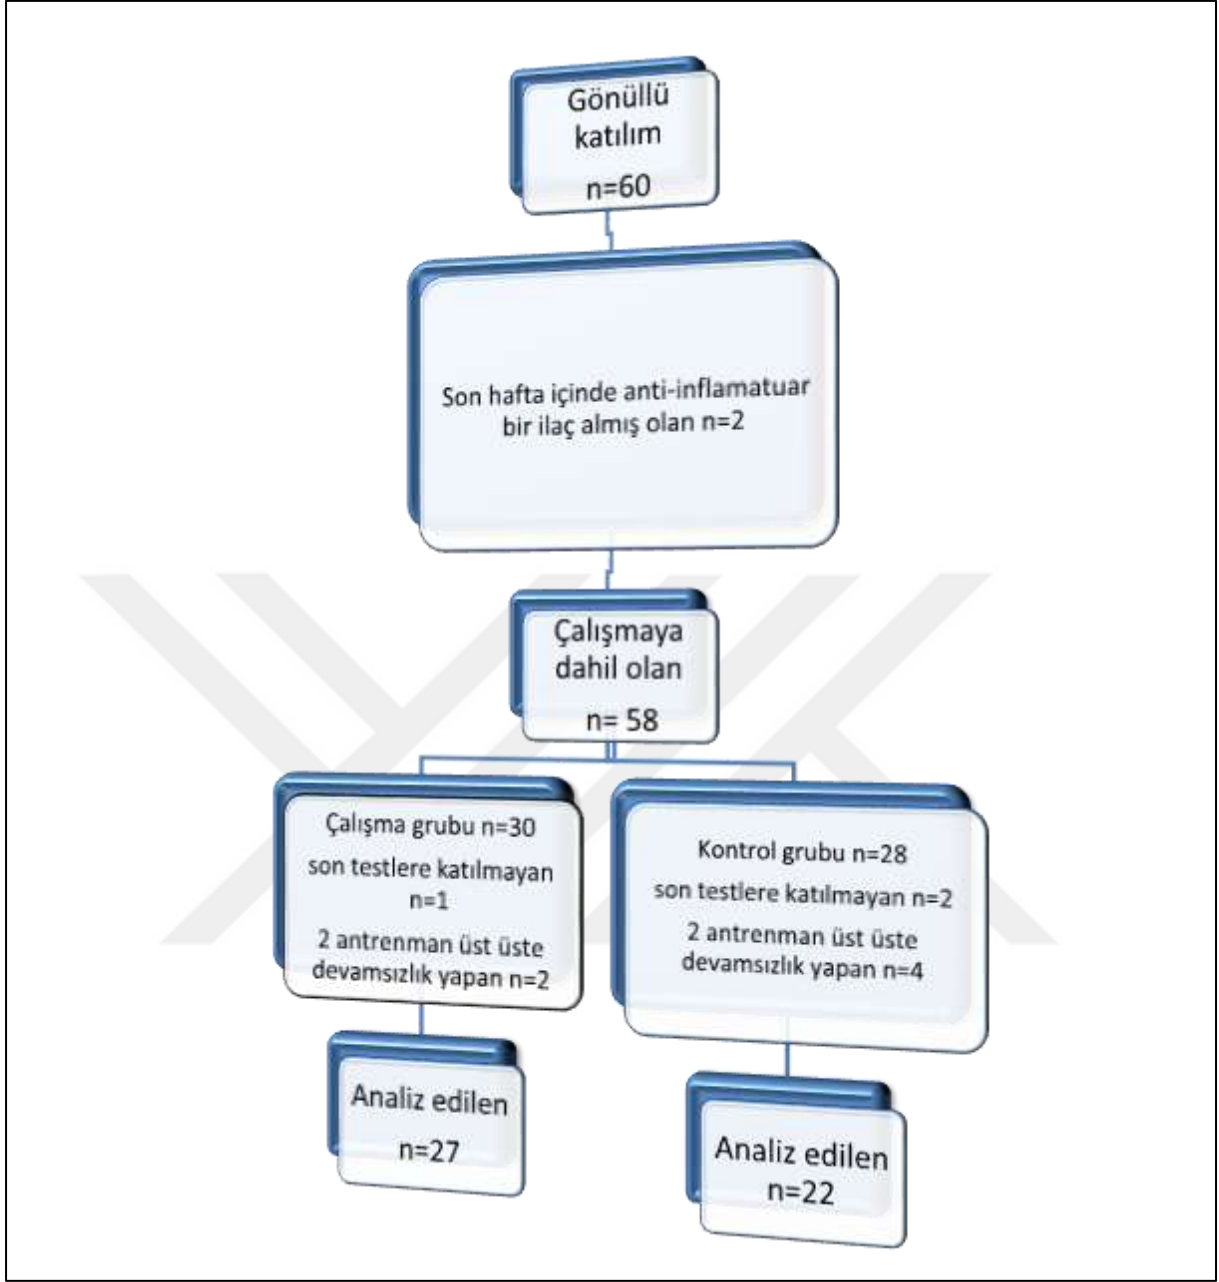 Gönüllü
katılım
n=60
Son hafta içinde anti-inflamatuar
bir ilaç almış olan n=2
Çalışmaya
dahil olan
n= 58
Çalışma grubu n=30
son testlere katılmayan
n=1
2 antrenman üst üste
devamsızlık yapan n=2
Kontrol grubu n=28
son testlere katılmayan n=2
2 antrenman üst üste
devamsızlık yapan n=4
Analiz edilen
n=27
Analiz edilen
n=22